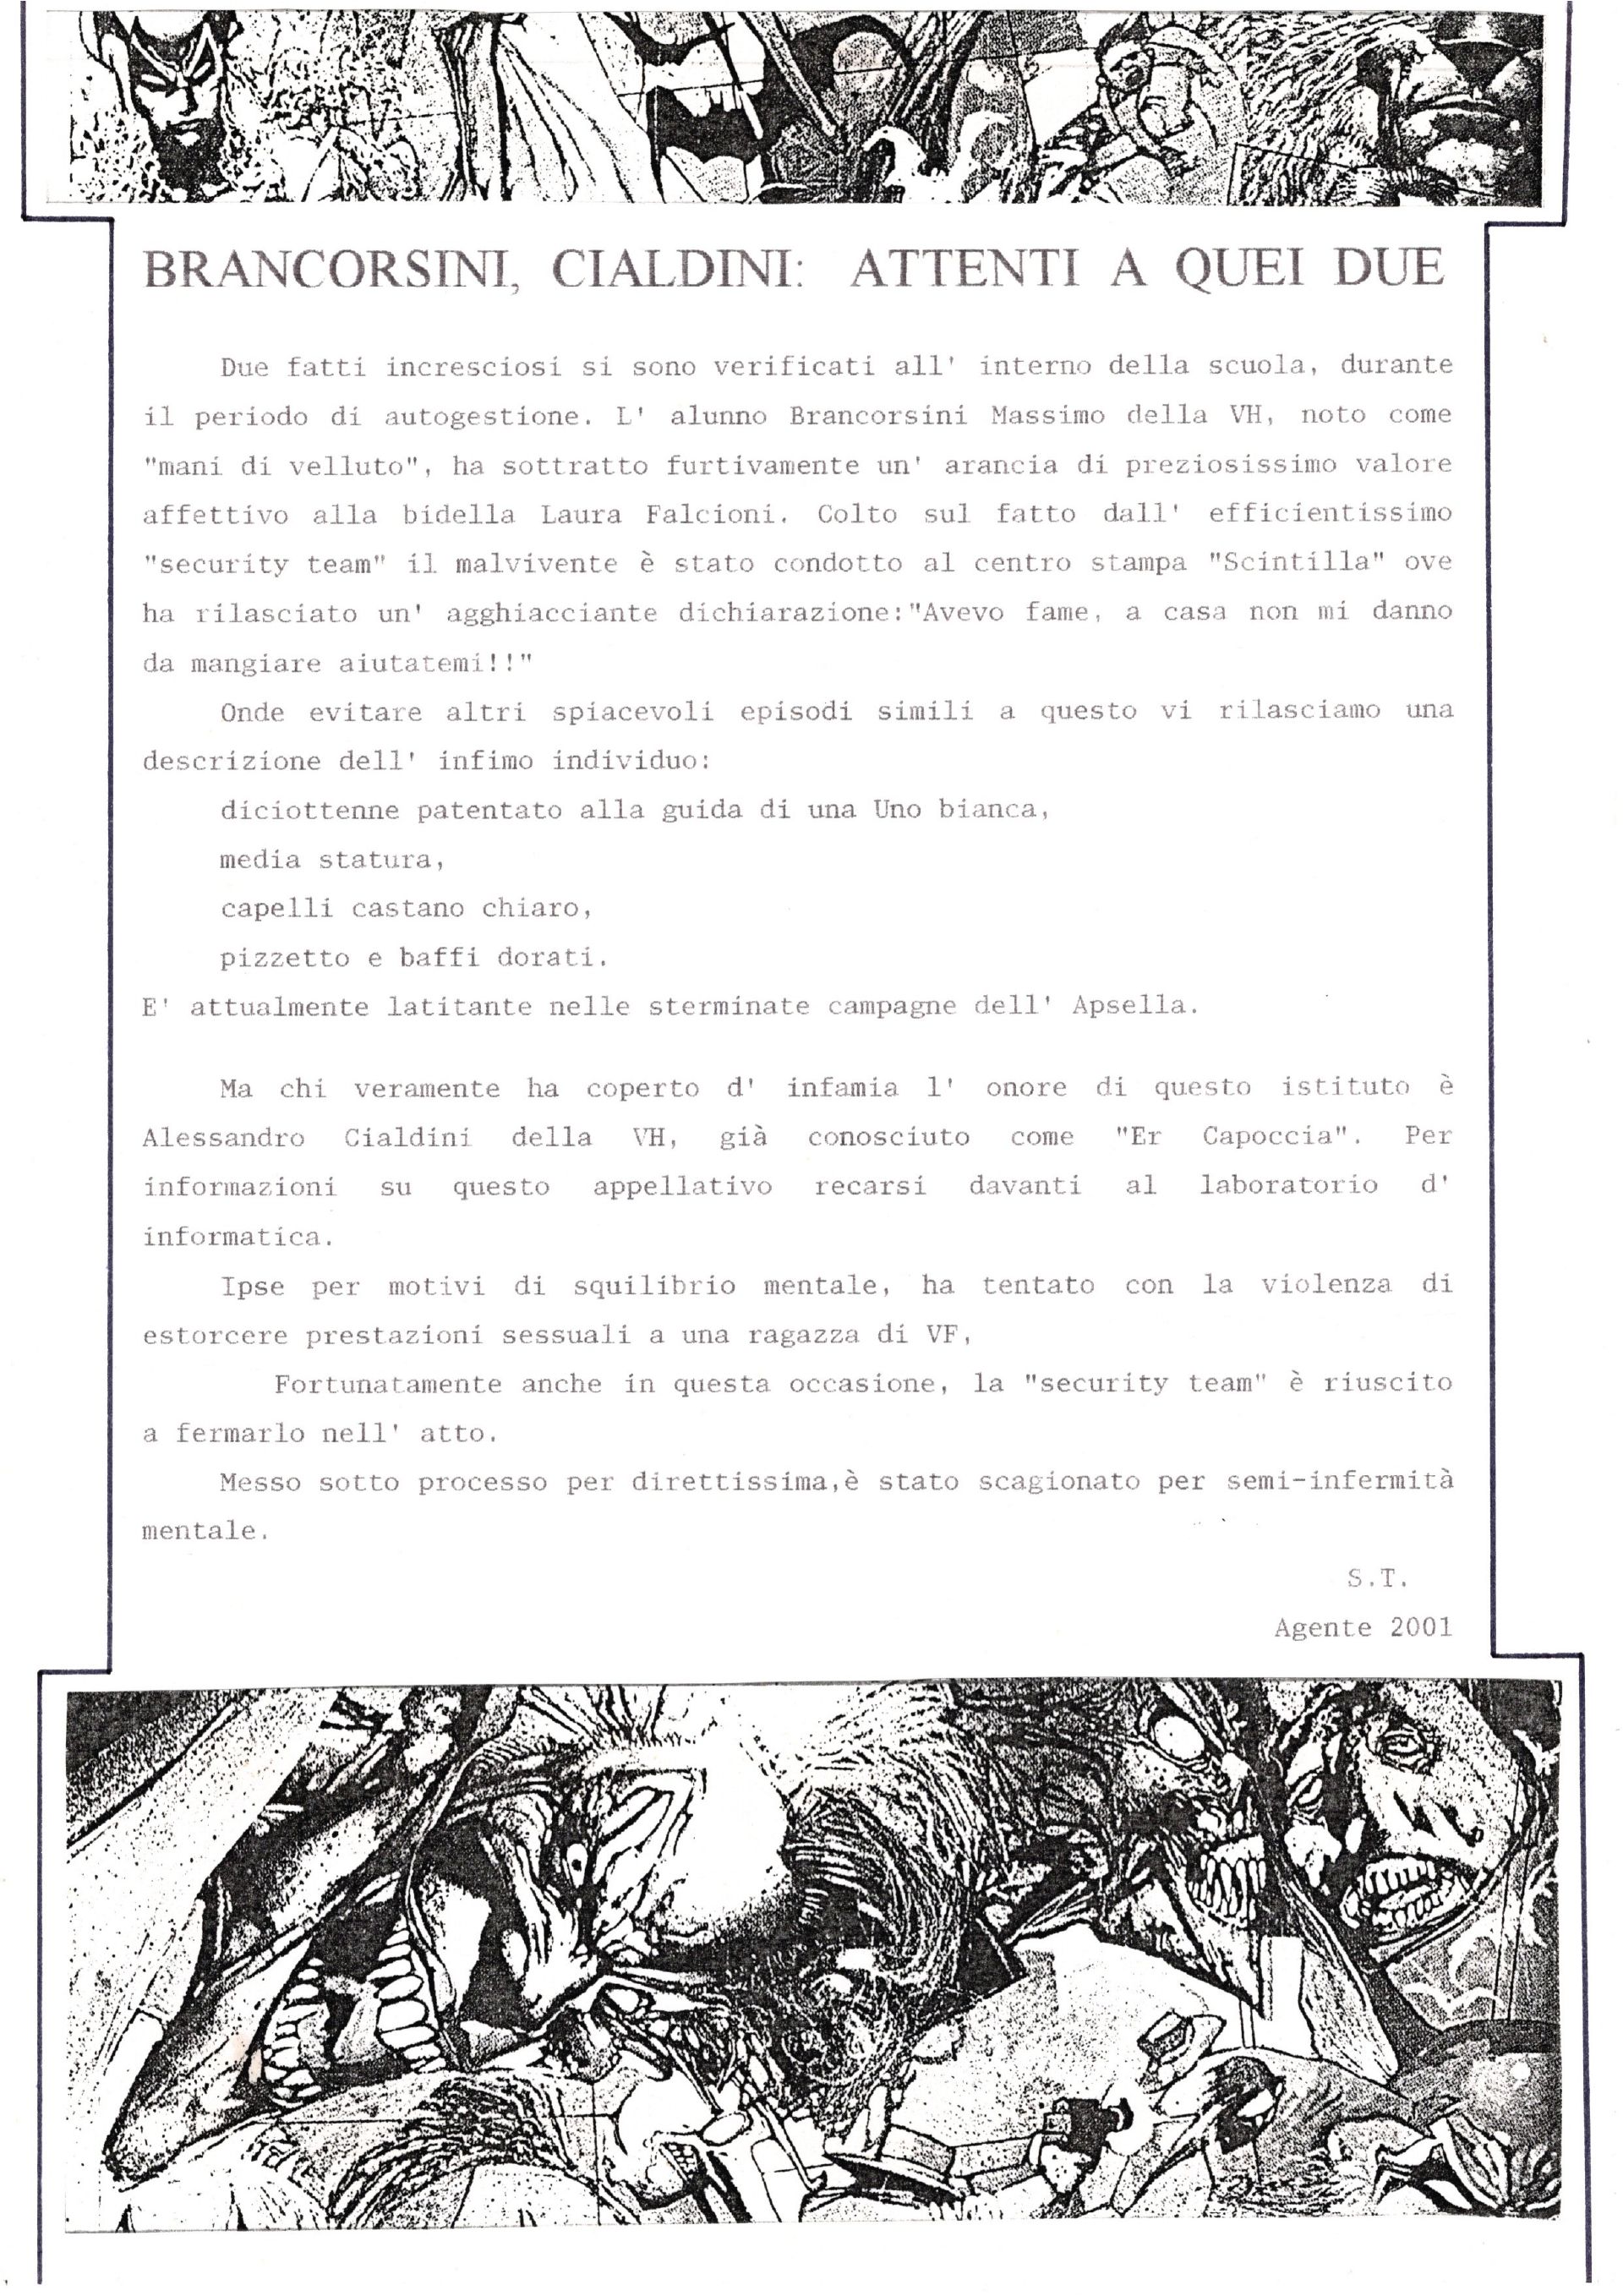 BRANCORSINI, CIALDINI: ATTENTI A QUEI DUE
Due fatti incresciosi si sono verificati all' interno della scuola, durante
il periodo di autogestione. L' alunno Brancorsini Massimo della VH, noto come
"mani di velluto", ha sottratto furtivamente un' arancia di preziosissimo valore
affettivo alla bidella Laura Falcioni. Colto sul fatto dall' efficientissimo
"security team" il malvivente è stato condotto al centro stampa "Scintilla" ove
ha rilasciato un' agghiacciante dichiarazione:"Avevo fame, a casa non mi danno
da mangiare aiutatemi!!"
Onde evitare altri spiacevoli episodi simili a questo vi rilasciamo una
descrizione dell' infimo individuo:
diciottenne patentato alla guida di una Uno bianca,
media statura,
capelli castano chiaro,
pizzetto e baffi dorati.
E' attualmente latitante nelle sterminate campagne dell' Apsella.
Ma chi veramente ha coperto d' infamia l' onore di questo istituto è
Alessandro Cialdini della VH, già conosciuto come "Er Capoccia". Per
informazioni su questo appellativo recarsi davanti al laboratorio d'
informatica.
Ipse per motivi di squilibrio mentale, ha tentato con la violenza di
estorcere prestazioni sessuali a una ragazza di VF,
Fortunatamente anche in questa occasione, la "security team" è riuscito
a fermarlo nell' atto.
Messo sotto processo per direttissima,è stato scagionato per semi-infermità
mentale.
S.T.
Agente 2001